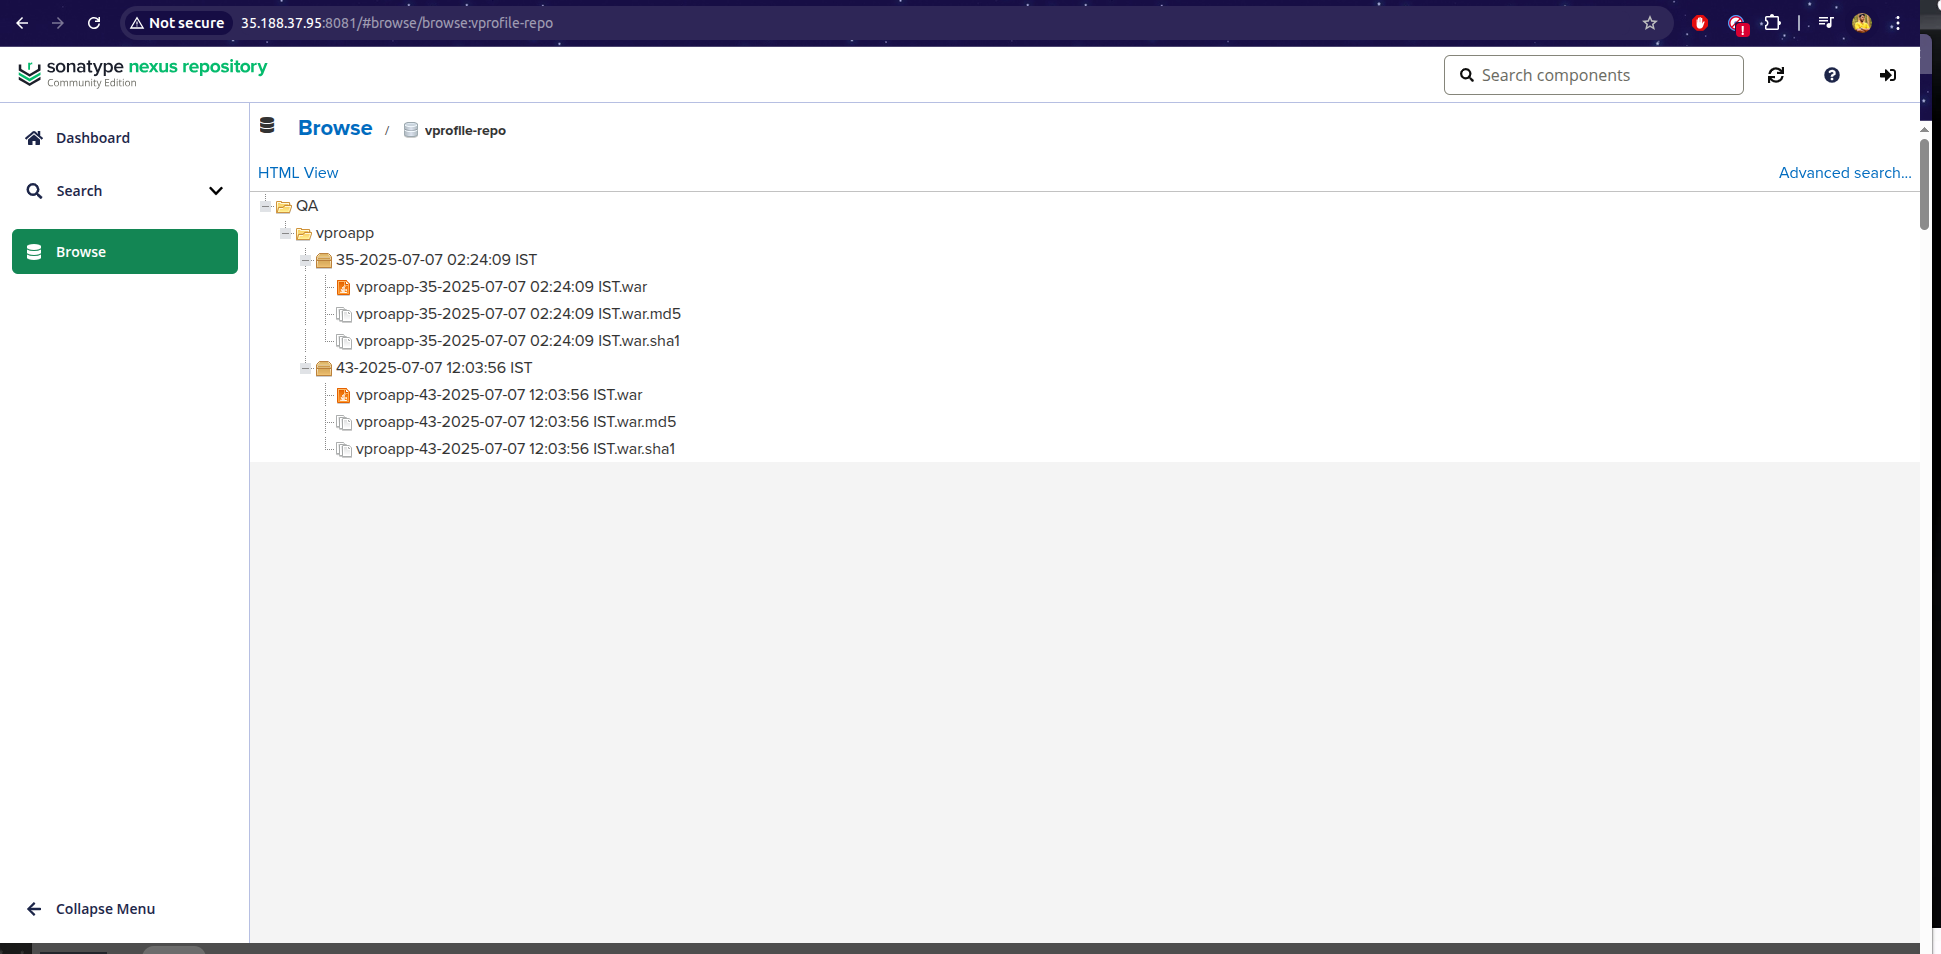 Not secure 35.188.37.95:8081/#browse/browse:vprofile-repo
sonatype nexus repository
Community Edition
Search components
Dashboard
Search
Browse
Browse / vprofile-repo
HTML View Advanced search...
QA
vproapp
35-2025-07-07 02:24:09 IST
vproapp-35-2025-07-07 02:24:09 IST.war
vproapp-35-2025-07-07 02:24:09 IST.war.md5
vproapp-35-2025-07-07 02:24:09 IST.war.sha1
43-2025-07-07 12:03:56 IST
vproapp-43-2025-07-07 12:03:56 IST.war
vproapp-43-2025-07-07 12:03:56 IST.war.md5
vproapp-43-2025-07-07 12:03:56 IST.war.sha1
Collapse Menu